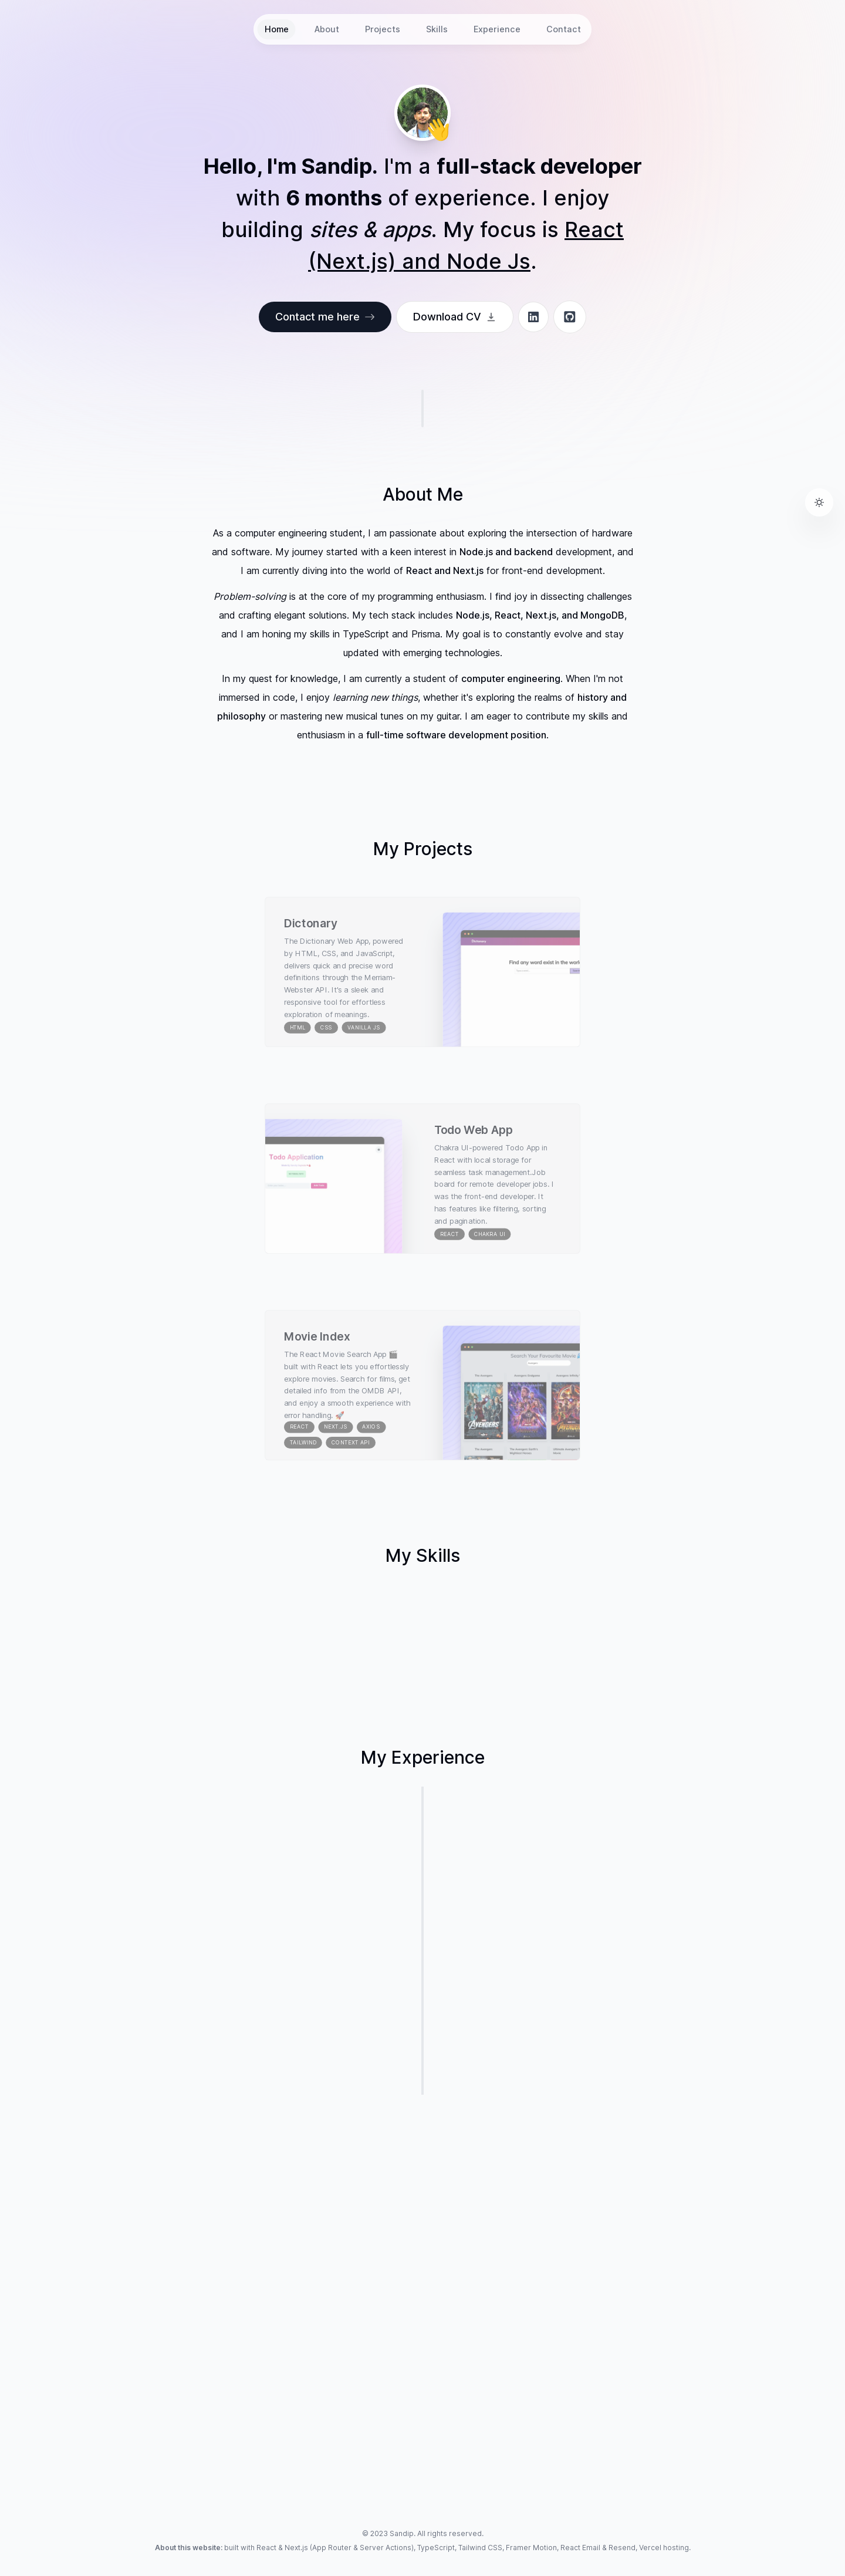 Home About Projects Skills Experience Contact
Hello, I'm Sandip. I'm a full-stack developer
with 6 months of experience. I enjoy
building sites & apps. My focus is React
(Next.js) and Node Js.
Contact me here
Download CV
About Me
As a computer engineering student, I am passionate about exploring the intersection of hardware
and software. My journey started with a keen interest in Node.js and backend development, and
I am currently diving into the world of React and Next.js for front-end development.
Problem-solving is at the core of my programming enthusiasm. I find joy in dissecting challenges
and crafting elegant solutions. My tech stack includes Node.js, React, Next.js, and MongoDB,
and I am honing my skills in TypeScript and Prisma. My goal is to constantly evolve and stay
updated with emerging technologies.
In my quest for knowledge, I am currently a student of computer engineering. When I'm not
immersed in code, I enjoy learning new things, whether it's exploring the realms of history and
philosophy or mastering new musical tunes on my guitar. I am eager to contribute my skills and
enthusiasm in a full-time software development position.
My Projects
Dictonary
The Dictionary Web App, powered
by HTML, CSS, and JavaScript,
delivers quick and precise word
definitions through the Merriam-
Webster API. It's a sleek and
responsive tool for effortless
exploration of meanings.
HTML CSS VANILLA JS
Find any word exist in the worl
Todo Application
Todo Web App
Chakra UI-powered Todo App in
React with local storage for
seamless task management.Job
board for remote developer jobs. I
was the front-end developer. It
has features like filtering, sorting
and pagination.
REACT CHAKRA UI
Movie Index
The React Movie Search App 🎬
built with React lets you effortlessly
explore movies. Search for films, get
detailed info from the OMDB API,
and enjoy a smooth experience with
error handling. 🚀
REACT NEXT.JS AXIOS
TAILWIND CONTEXT API
Search Your Favourite Movie
AVENGERS
My Skills
My Experience
© 2023 Sandip. All rights reserved.
About this website: built with React & Next.js (App Router & Server Actions), TypeScript, Tailwind CSS, Framer Motion, React Email & Resend, Vercel hosting.